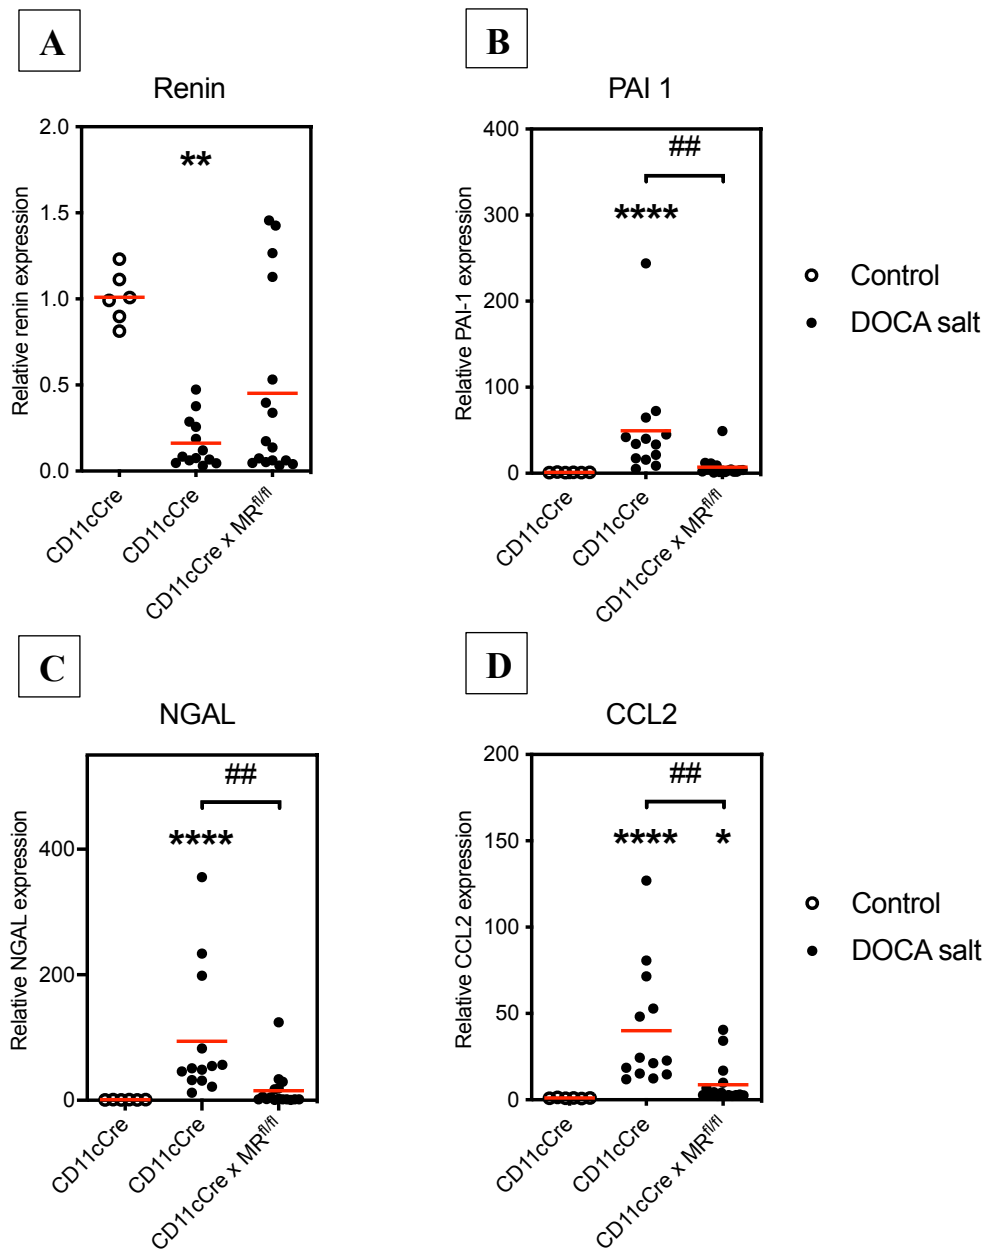 A
Renin
Relative renin expression
2.0
1.5
1.0
0.5
0.0
**
CD11cCre
CD11cCre
CD11cCre x MRfl/fl
B
PAI 1
Relative PAI-1 expression
400
300
200
100
0
##
****
CD11cCre
CD11cCre
CD11cCre x MRfl/fl
Control
DOCA salt
C
NGAL
Relative NGAL expression
400
200
0
##
****
CD11cCre
CD11cCre
CD11cCre x MRfl/fl
D
CCL2
Relative CCL2 expression
200
150
100
50
0
##
**** *
CD11cCre
CD11cCre
CD11cCre x MRfl/fl
Control
DOCA salt